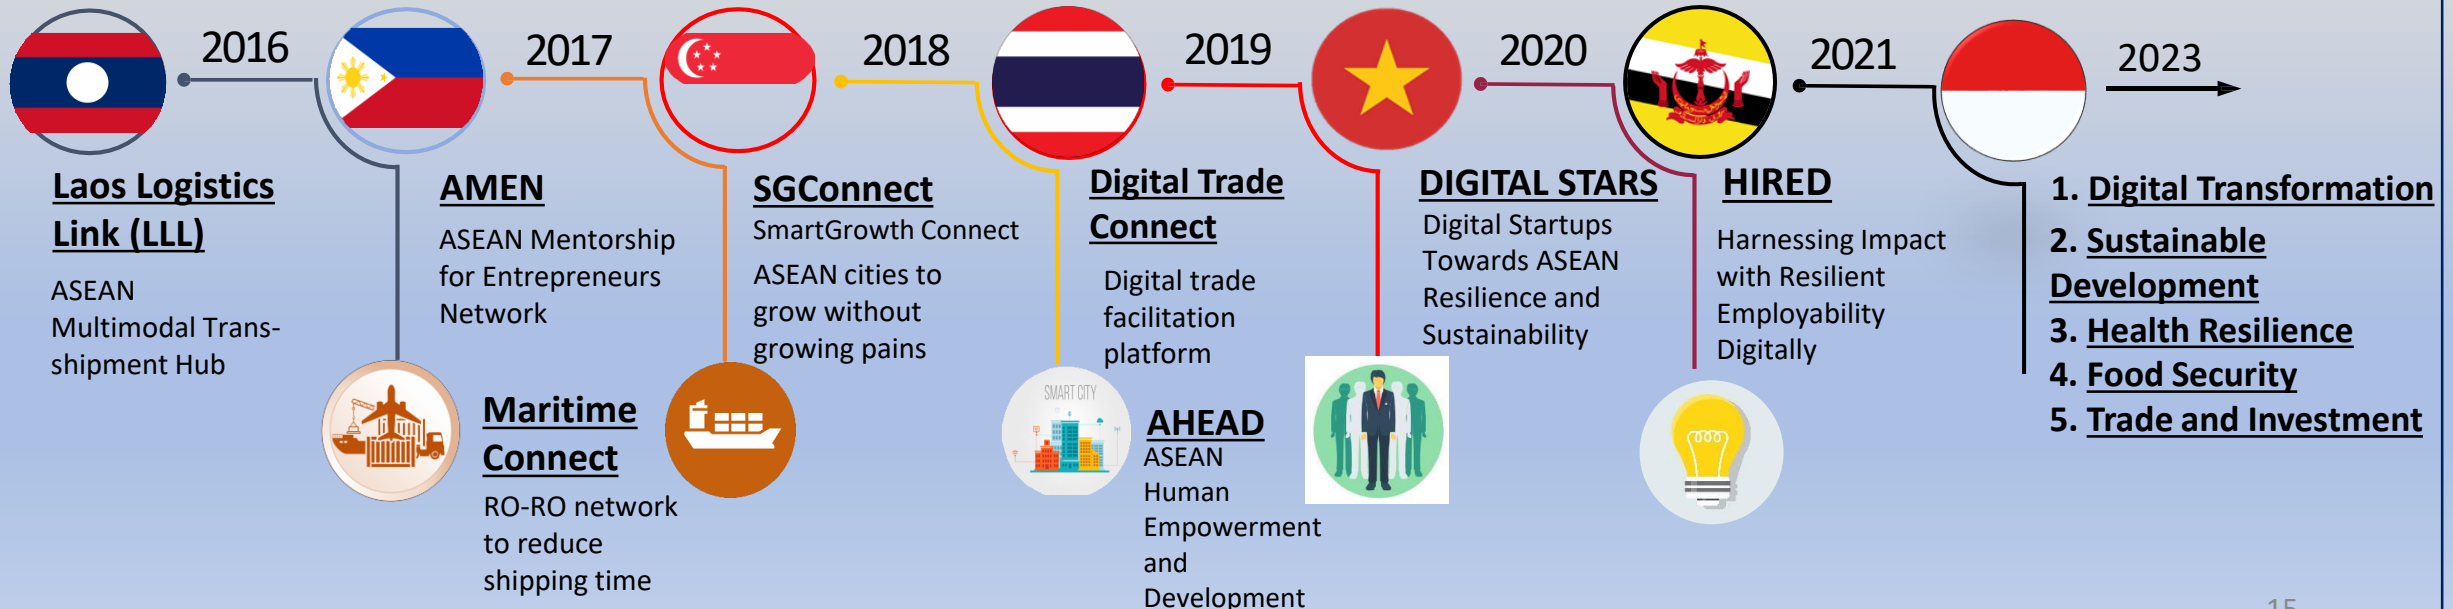 2016
2017
2018
2019
2020
2021
2023
Laos Logistics
Link (LLL)
ASEAN
Multimodal Trans-
shipment Hub
AMEN
ASEAN Mentorship
for Entrepreneurs
Network
Maritime
Connect
RO-RO network
to reduce
shipping time
SGConnect
SmartGrowth Connect
ASEAN cities to
grow without
growing pains
SMART CITY
Digital Trade
Connect
Digital trade
facilitation
platform
AHEAD
ASEAN
Human
Empowerment
and
Development
DIGITAL STARS
Digital Startups
Towards ASEAN
Resilience and
Sustainability
HIRED
Harnessing Impact
with Resilient
Employability
Digitally
1. Digital Transformation
2. Sustainable
Development
3. Health Resilience
4. Food Security
5. Trade and Investment
15